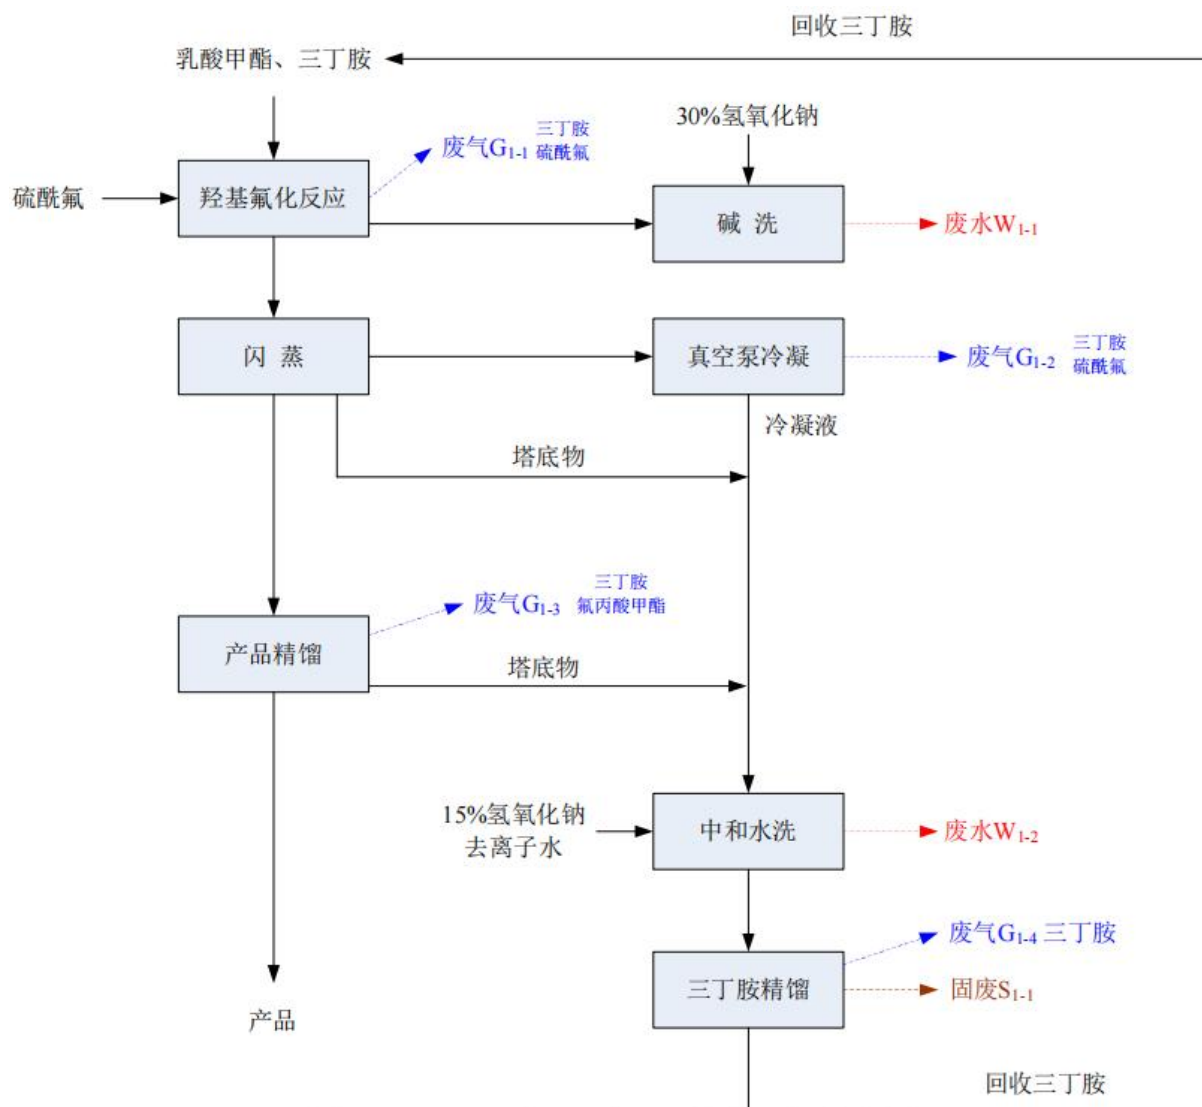 回收三丁胺
乳酸甲酯、三丁胺
30%氢氧化钠
废气G1-1 三丁胺
硫酰氟
硫酰氟
羟基氟化反应
碱 洗
废水W1-1
闪 蒸
真空泵冷凝
废气G1-2 三丁胺
硫酰氟
冷凝液
塔底物
废气G1-3 三丁胺
氟丙酸甲酯
产品精馏
塔底物
15%氢氧化钠
去离子水
中和水洗
废水W1-2
废气G1-4 三丁胺
三丁胺精馏
固废S1-1
产品
回收三丁胺